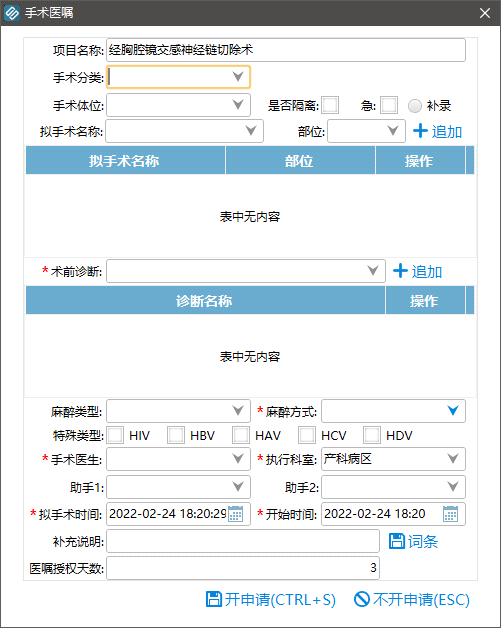 手术医嘱
项目名称: 经胸腔镜交感神经链切除术
手术分类:
手术体位: 是否隔离: 急: 补录
拟手术名称: 部位: 追加
拟手术名称 部位 操作
表中无内容
*术前诊断: 追加
诊断名称 操作
表中无内容
麻醉类型: *麻醉方式:
特殊类型: HIV HBV HAV HCV HDV
*手术医生: *执行科室: 产科病区
助手1: 助手2:
*拟手术时间: 2022-02-24 18:20:29 *开始时间: 2022-02-24 18:20
补充说明: 词条
医嘱授权天数: 3
开申请(CTRL+S) 不开申请(ESC)